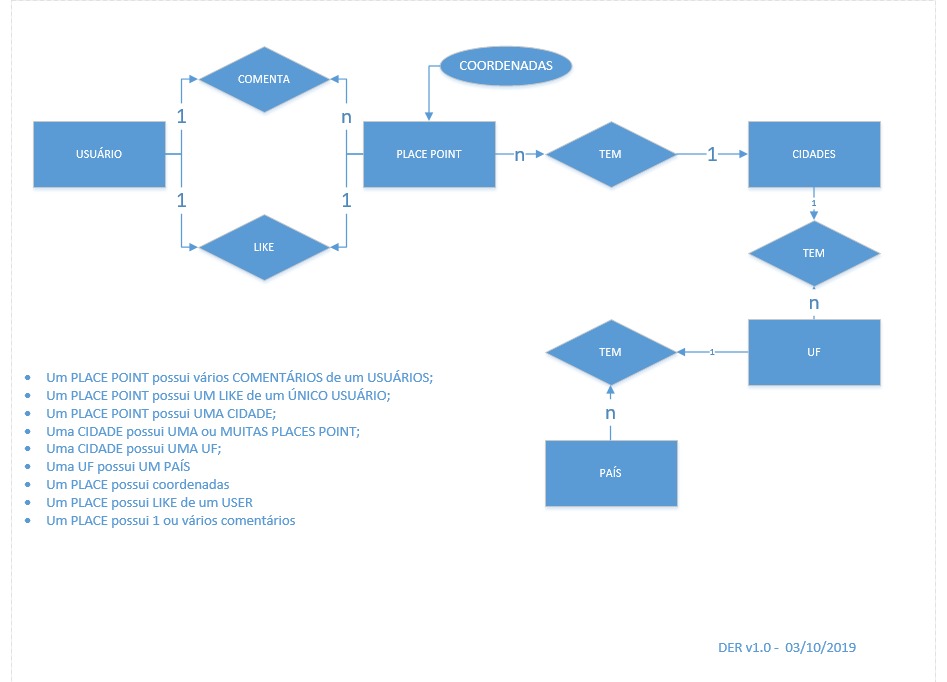 COORDENADAS
COMENTA
1
n
USUÁRIO
PLACE POINT
n
TEM
1
CIDADES
1
1
1
LIKE
TEM
1
n
TEM
1
UF
n
PAÍS
• Um PLACE POINT possui vários COMENTÁRIOS de um USUÁRIOS;
• Um PLACE POINT possui UM LIKE de um ÚNICO USUÁRIO;
• Um PLACE POINT possui UMA CIDADE;
• Uma CIDADE possui UMA ou MUITAS PLACES POINT;
• Uma CIDADE possui UMA UF;
• Uma UF possui UM PAÍS
• Um PLACE possui coordenadas
• Um PLACE possui LIKE de um USER
• Um PLACE possui 1 ou vários comentários
DER v1.0 - 03/10/2019